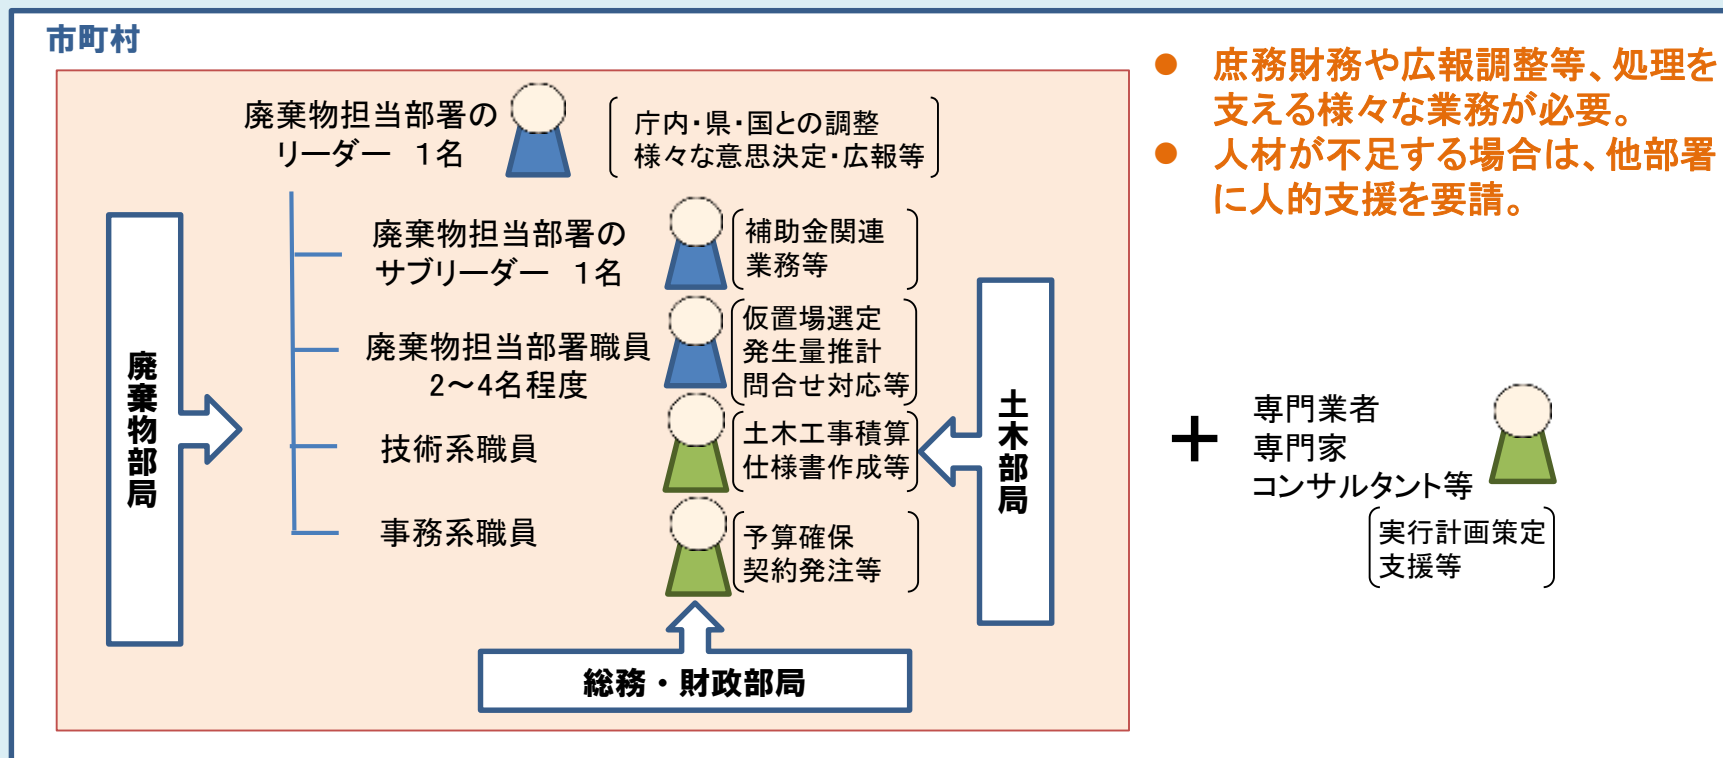 市町村
廃棄物担当部署の
リーダー　1名
庁内・県・国との調整
様々な意思決定・広報等
廃棄物担当部署の
サブリーダー　1名
補助金関連
業務等
廃棄物担当部署職員
2～4名程度
仮置場選定
発生量推計
問合せ対応等
技術系職員
土木工事積算
仕様書作成等
事務系職員
予算確保
契約発注等
廃棄物部局
土木部局
総務・財政部局
● 庶務財務や広報調整等、処理を
支える様々な業務が必要。
● 人材が不足する場合は、他部署
に人的支援を要請。
+
専門業者
専門家
コンサルタント等
実行計画策定
支援等